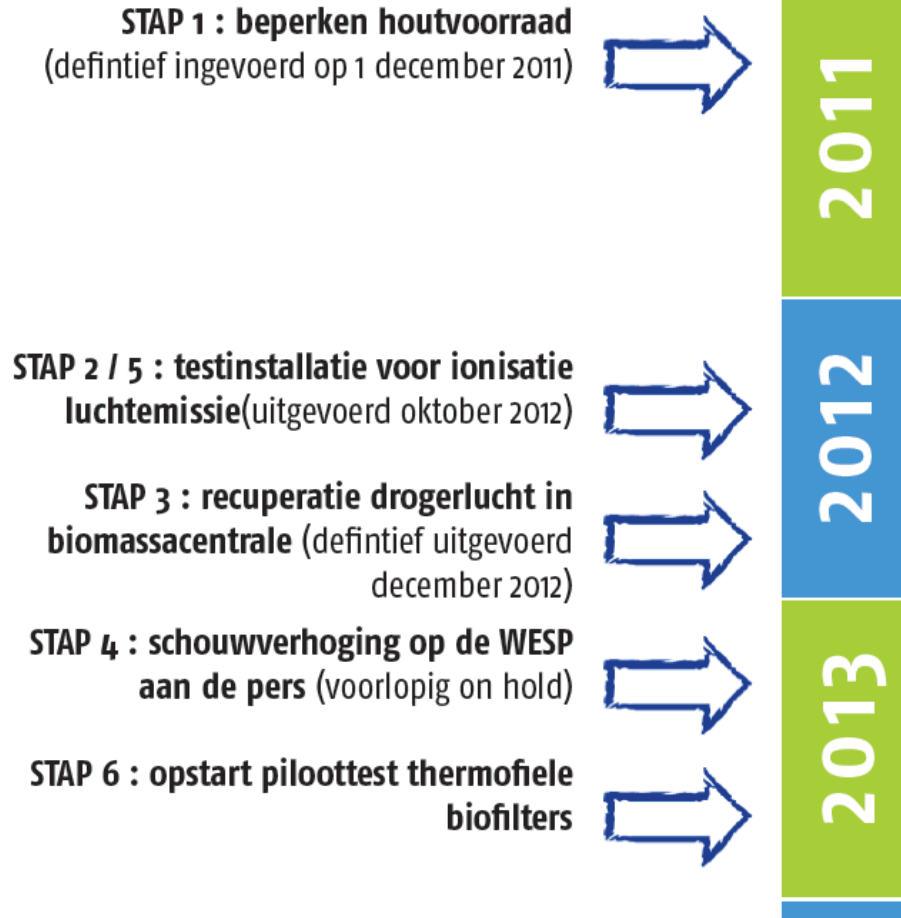 STAP 1 : beperken houtvoorraad
(defintief ingevoerd op 1 december 2011)
2011
STAP 2 / 5 : testinstallatie voor ionisatie
luchtemissie(uitgevoerd oktober 2012)
STAP 3 : recuperatie drogerlucht in
biomassacentrale (defintief uitgevoerd
december 2012)
2012
STAP 4 : schouwverhoging op de WESP
aan de pers (voorlopig on hold)
STAP 6 : opstart piloottest thermofiele
biofilters
2013